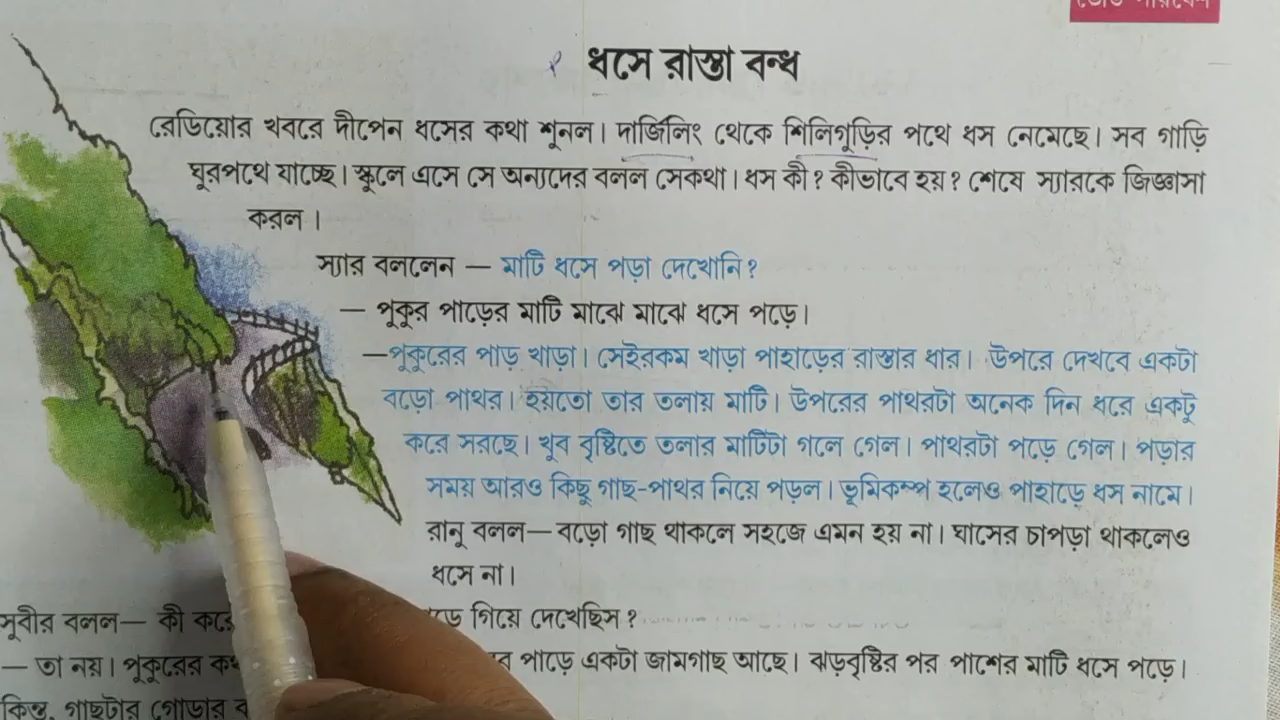 ধসে রাস্তা বন্ধ
রেডিয়োর খবরে দীপেন ধসের কথা শুনল। দার্জিলিং থেকে শিলিগুড়ির পথে ধস নেমেছে। সব গাড়ি
ঘুরপথে যাচ্ছে। স্কুলে এসে সে অন্যদের বলল সেকথা। ধস কী? কীভাবে হয়? শেষে স্যারকে জিজ্ঞাসা
করল।
স্যার বললেন — মাটি ধসে পড়া দেখোনি?
— পুকুর পাড়ের মাটি মাঝে মাঝে ধসে পড়ে।
—পুকুরের পাড় খাড়া। সেইরকম খাড়া পাহাড়ের রাস্তার ধার। উপরে দেখবে একটা
বড়ো পাথর। হয়তো তার তলায় মাটি। উপরের পাথরটা অনেক দিন ধরে একটু
করে সরছে। খুব বৃষ্টিতে তলার মাটিটা গলে গেল। পাথরটা পড়ে গেল। পড়ার
সময় আরও কিছু গাছ-পাথর নিয়ে পড়ল। ভূমিকম্প হলেও পাহাড়ে ধস নামে।
রানু বলল— বড়ো গাছ থাকলে সহজে এমন হয় না। ঘাসের চাপড়া থাকলেও
ধসে না।
সুবীর বলল— কী করে গিয়ে দেখেছিস?
— তা নয়। পুকুরের পাড়ে একটা জামগাছ আছে। ঝড়বৃষ্টির পর পাশের মাটি ধসে পড়ে।
কিন্তু, গাছটার গোড়ার